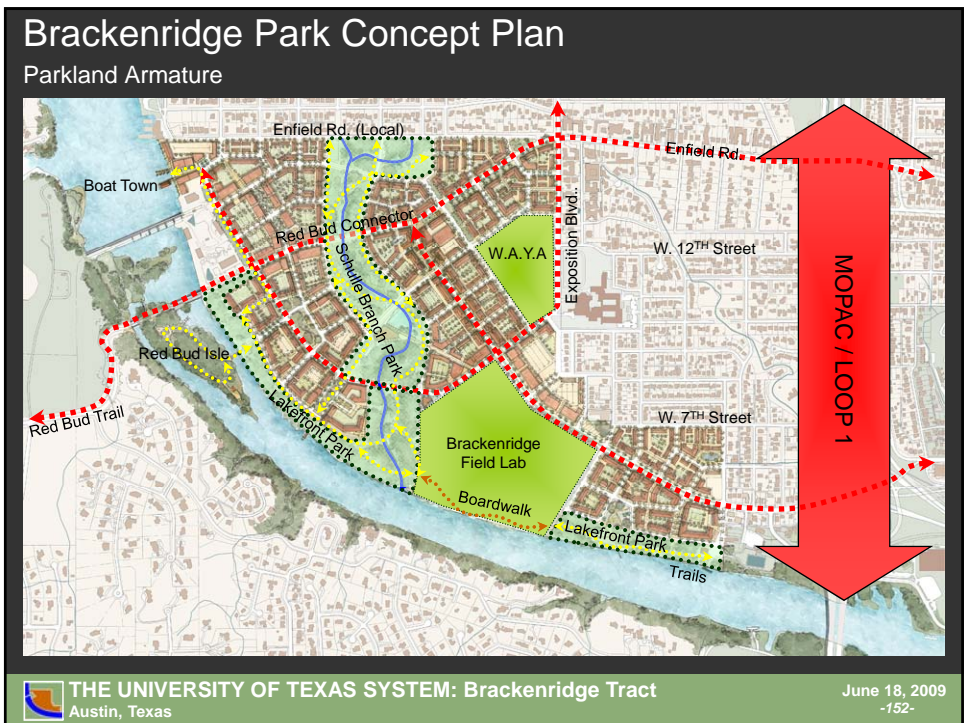 Brackenridge Park Concept Plan
Parkland Armature
Enfield Rd. (Local)
Enfield Rd.
Boat Town
Red Bud Connector
Exposition Blvd..
W.A.Y.A
W. 12TH Street
MOPAC / LOOP 1
Schulle Branch Park
Red Bud Isle
Red Bud Trail
Lakefront Park
W. 7TH Street
Brackenridge
Field Lab
Boardwalk
Lakefront Park
Trails
THE UNIVERSITY OF TEXAS SYSTEM: Brackenridge Tract
Austin, Texas
June 18, 2009
-152-